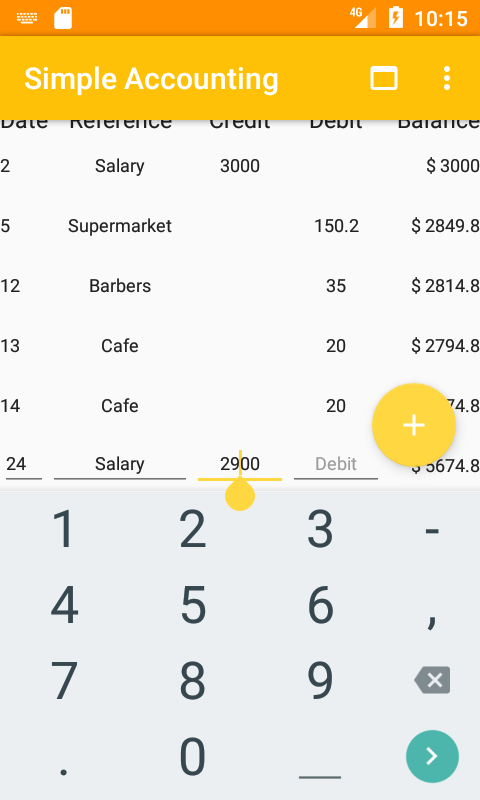 4G 10:15
Simple Accounting
Date Reference Credit Debit Balance
2 Salary 3000 $ 3000
5 Supermarket 150.2 $ 2849.8
12 Barbers 35 $ 2814.8
13 Cafe 20 $ 2794.8
14 Cafe 20 74.8
24 Salary 2900 Debit $ 5674.8
1 2 3 -
4 5 6 ,
7 8 9
. 0 _